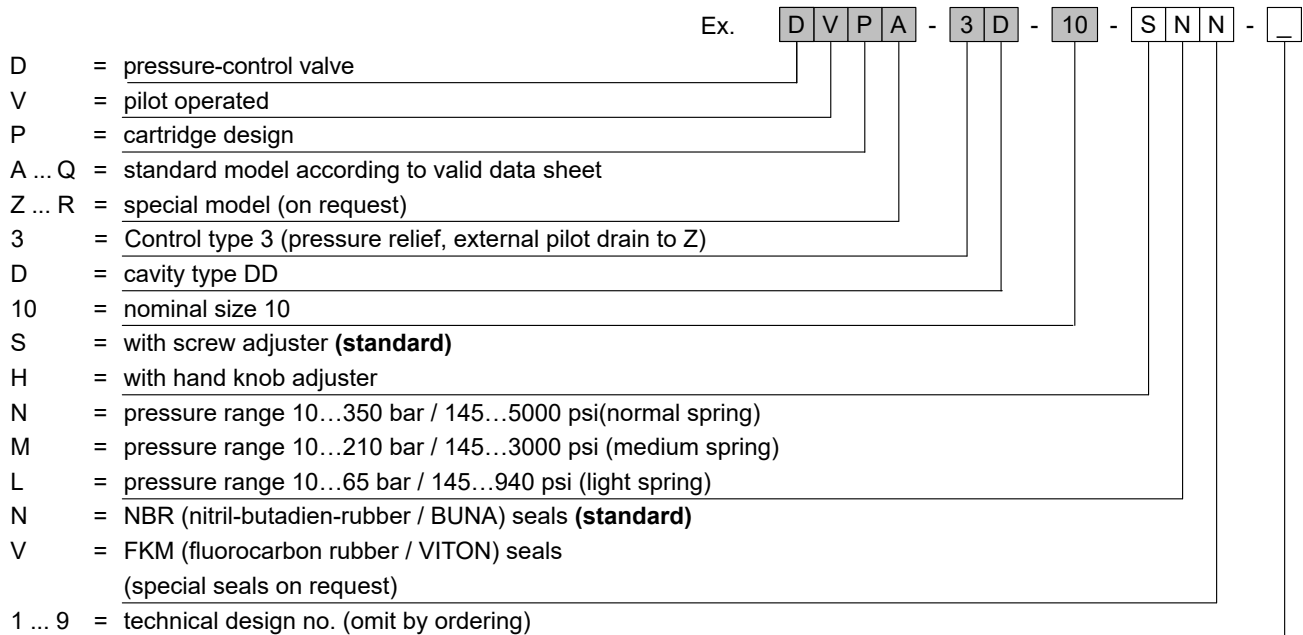 Ex. D V P A - 3 D - 10 - S N N - _
D = pressure-control valve
V = pilot operated
P = cartridge design
A ... Q = standard model according to valid data sheet
Z ... R = special model (on request)
3 = Control type 3 (pressure relief, external pilot drain to Z)
D = cavity type DD
10 = nominal size 10
S = with screw adjuster (standard)
H = with hand knob adjuster
N = pressure range 10…350 bar / 145…5000 psi(normal spring)
M = pressure range 10…210 bar / 145…3000 psi (medium spring)
L = pressure range 10…65 bar / 145…940 psi (light spring)
N = NBR (nitril-butadien-rubber / BUNA) seals (standard)
V = FKM (fluorocarbon rubber / VITON) seals
(special seals on request)
1 ... 9 = technical design no. (omit by ordering)